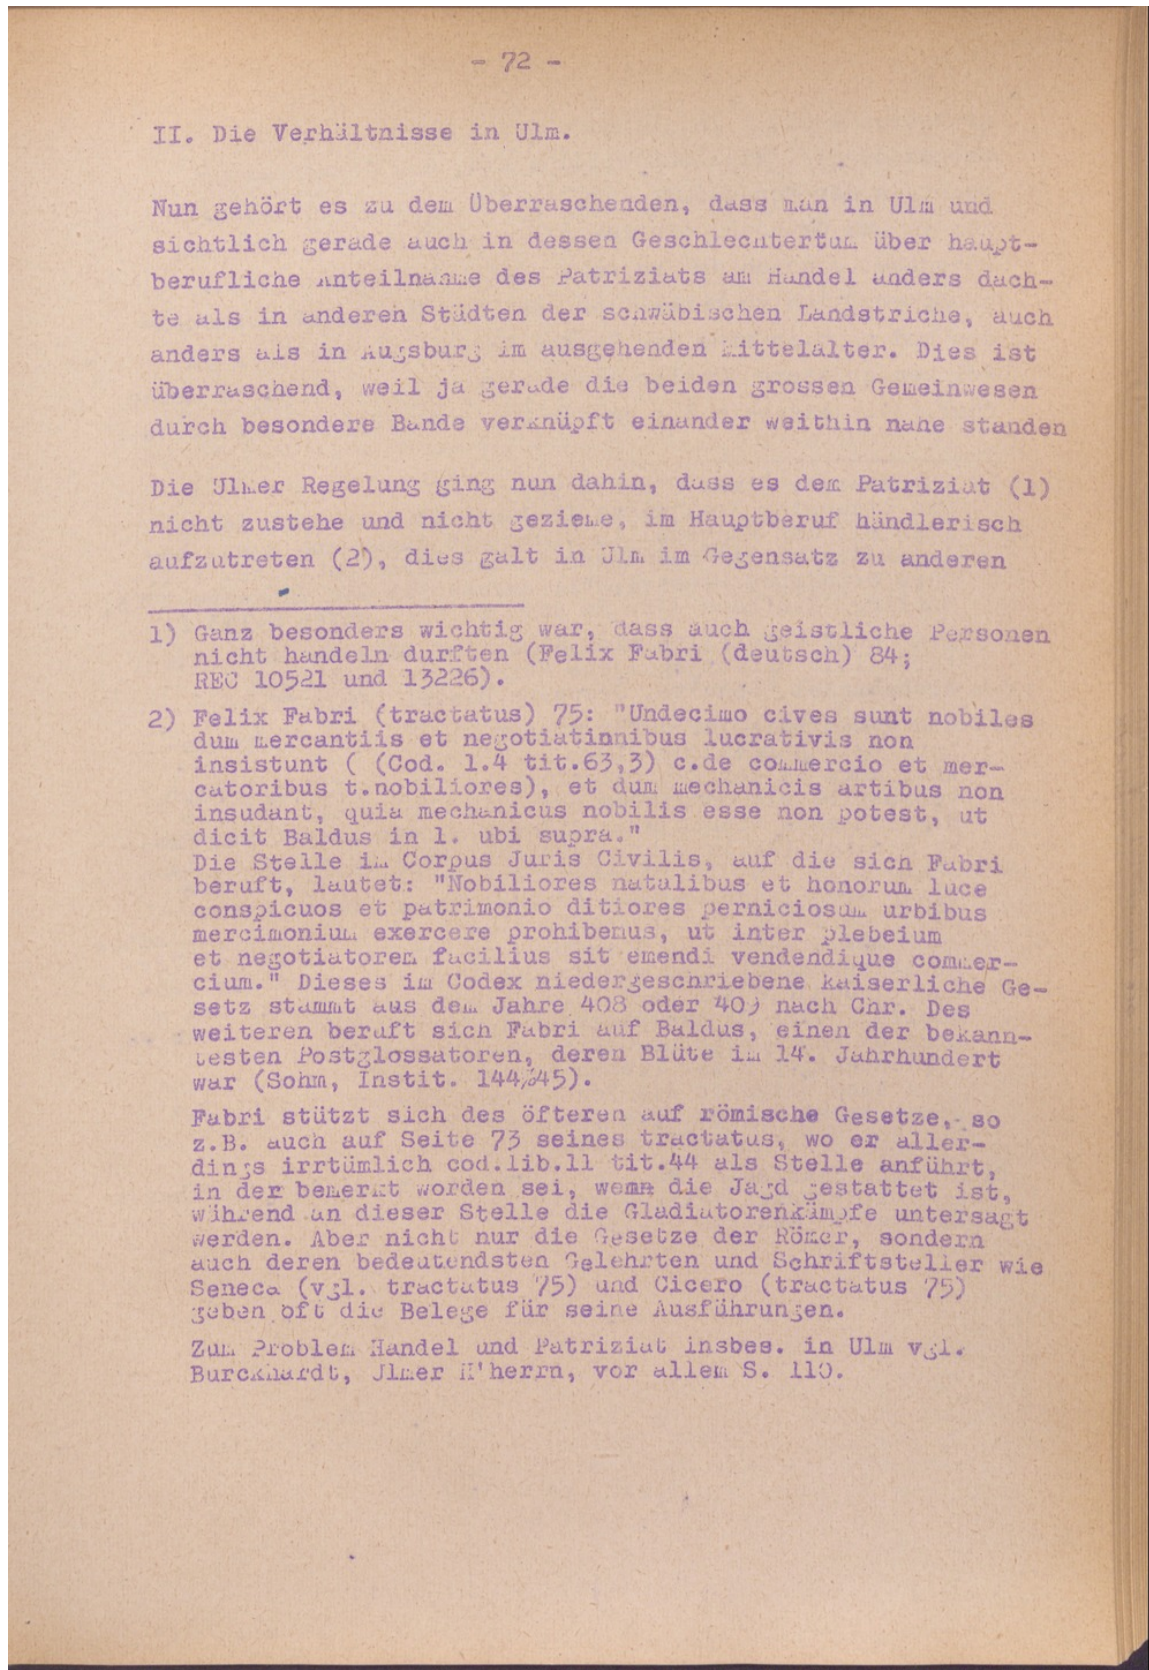 - 72 -
II. Die Verhältnisse in Ulm.
Nun gehört es zu dem Überraschenden, dass man in Ulm und
sichtlich gerade auch in dessen Geschlechtertum über haupt-
berufliche Anteilnahme des Patriziats am Handel anders dach-
te als in anderen Städten der schwäbischen Landstriche, auch
anders als in Augsburg im ausgehenden Mittelalter. Dies ist
überraschend, weil ja gerade die beiden grossen Gemeinwesen
durch besondere Bande verknüpft einander weithin nahe standen
Die Ulmer Regelung ging nun dahin, dass es dem Patriziat (1)
nicht zustehe und nicht gezieme, im Hauptberuf händlerisch
aufzutreten (2), dies galt in Ulm im Gegensatz zu anderen
1) Ganz besonders wichtig war, dass auch geistliche Personen
nicht handeln durften (Felix Fabri (deutsch) 84;
REC 10521 und 13226).
2) Felix Fabri (tractatus) 75: "Undecimo cives sunt nobiles
dum mercantiis et negotiatinnibus lucrativis non
insistunt ( (Cod. 1.4 tit.63,3) c.de commercio et mer-
catoribus t.nobiliores), et dum mechanicis artibus non
insudant, quia mechanicus nobilis esse non potest, ut
dicit Baldus in l. ubi supra."
Die Stelle im Corpus Juris Civilis, auf die sich Fabri
beruft, lautet: "Nobiliores natalibus et honorum luce
conspicuos et patrimonio ditiores perniciosum urbibus
mercimonium exercere prohibemus, ut inter plebeium
et negotiatorem facilius sit emendi vendendique commer-
cium." Dieses im Codex niedergeschriebene kaiserliche Ge-
setz stammt aus dem Jahre 408 oder 409 nach Chr. Des
weiteren beruft sich Fabri auf Baldus, einen der bekann-
testen Postglossatoren, deren Blüte im 14. Jahrhundert
war (Sohm, Instit. 144/45).
Fabri stützt sich des öfteren auf römische Gesetze, so
z.B. auch auf Seite 73 seines tractatus, wo er aller-
dings irrtümlich cod.lib.11 tit.44 als Stelle anführt,
in der bemerkt worden sei, wenn die Jagd gestattet ist,
während an dieser Stelle die Gladiatorenkämpfe untersagt
werden. Aber nicht nur die Gesetze der Römer, sondern
auch deren bedeutendsten Gelehrten und Schriftsteller wie
Seneca (vgl. tractatus 75) und Cicero (tractatus 75)
geben oft die Belege für seine Ausführungen.
Zum Problem Handel und Patriziat insbes. in Ulm vgl.
Burckhardt, Ulmer H'herrn, vor allem S. 110.